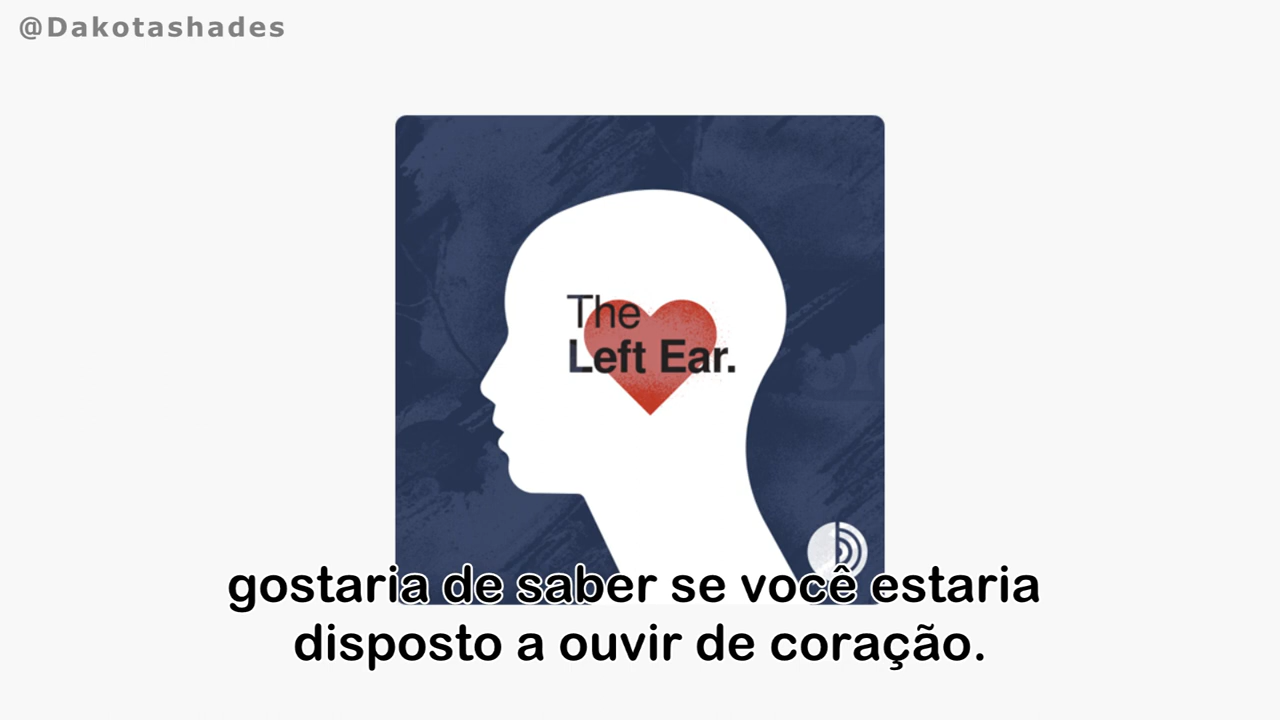 @Dakotashades
The
Left Ear.
gostaria de saber se você estaria
disposto a ouvir de coração.